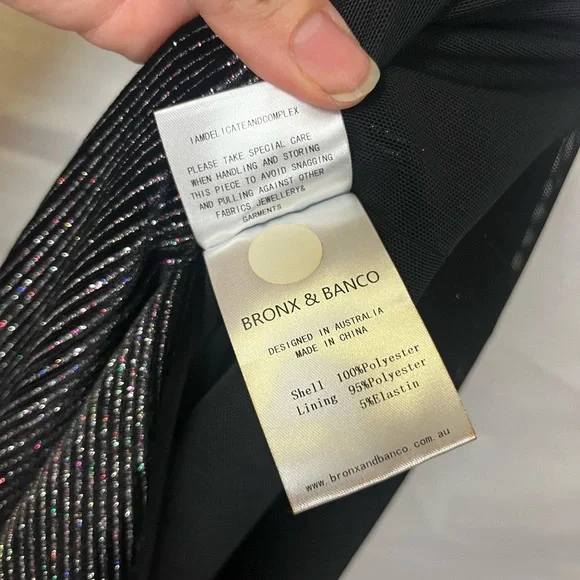 IAMDELICATEANDCOMPLEX
PLEASE TAKE SPECIAL CARE
WHEN HANDLING AND STORING
THIS PIECE TO AVOID SNAGGING
AND PULLING AGAINST OTHER
FABRICS JEWELLERY&
GARMENTS
BRONX & BANCO
DESIGNED IN AUSTRALIA
MADE IN CHINA
Shell 100%Polyester
Lining 95%Polyester
5%Elastin
www.bronxandbanco.com.au